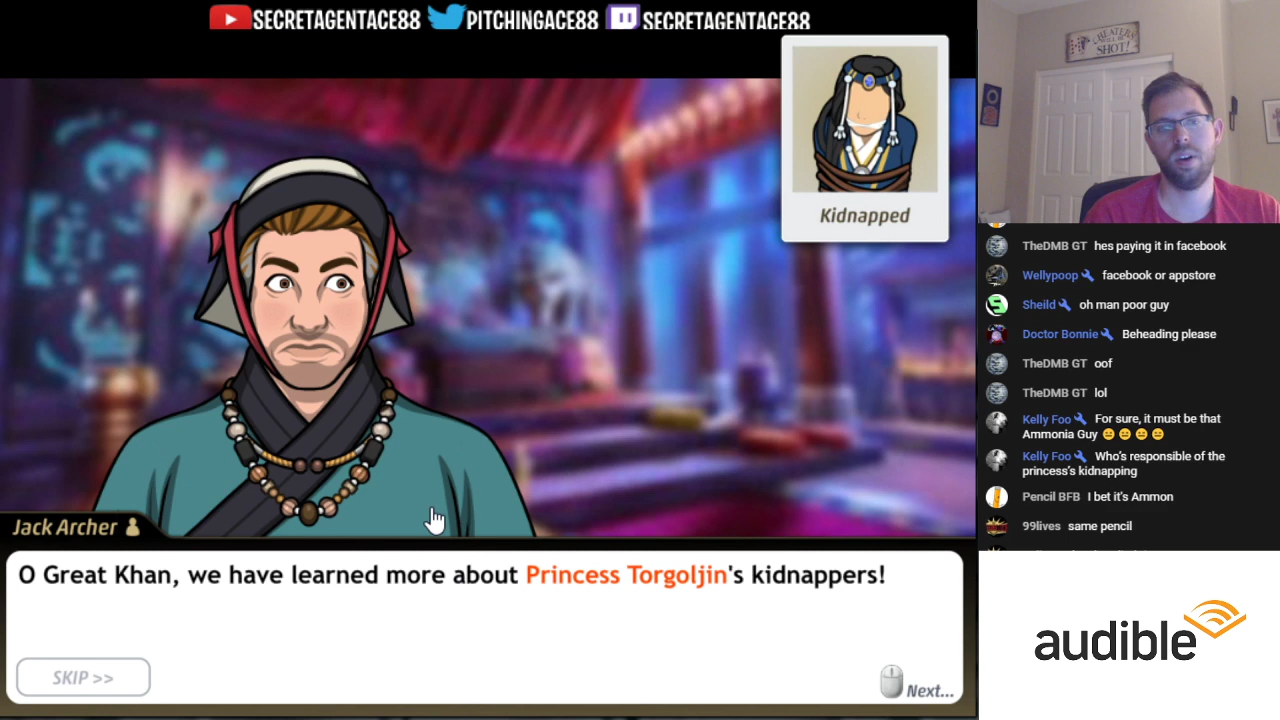 SECRETAGENTACE88 PITCHINGACE88 SECRETAGENTACE88
Kidnapped
Jack Archer
O Great Khan, we have learned more about Princess Torgoljin's kidnappers!
SKIP >>
Next...
SHOT!
TheDMB GT hes paying it in facebook
Wellypoop facebook or appstore
Sheild oh man poor guy
Doctor Bonnie Beheading please
TheDMB GT oof
TheDMB GT lol
Kelly Foo For sure, it must be that
Ammonia Guy 😑 😑 😑 😑
Kelly Foo Who's responsible of the
princess's kidnapping
Pencil BFB I bet it's Ammon
99lives same pencil
audible